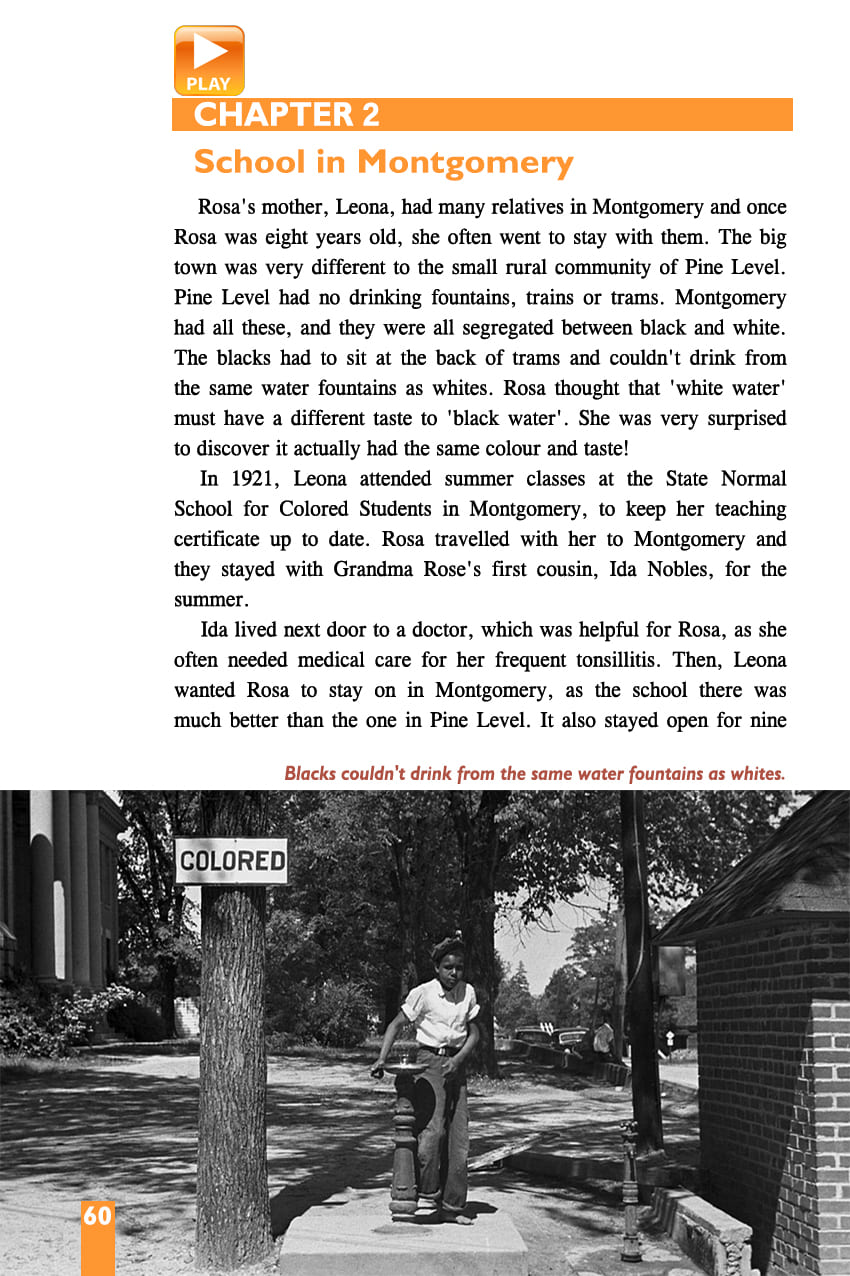 PLAY
CHAPTER 2
School in Montgomery
Rosa's mother, Leona, had many relatives in Montgomery and once
Rosa was eight years old, she often went to stay with them. The big
town was very different to the small rural community of Pine Level.
Pine Level had no drinking fountains, trains or trams. Montgomery
had all these, and they were all segregated between black and white.
The blacks had to sit at the back of trams and couldn't drink from
the same water fountains as whites. Rosa thought that 'white water'
must have a different taste to 'black water'. She was very surprised
to discover it actually had the same colour and taste!
In 1921, Leona attended summer classes at the State Normal
School for Colored Students in Montgomery, to keep her teaching
certificate up to date. Rosa travelled with her to Montgomery and
they stayed with Grandma Rose's first cousin, Ida Nobles, for the
summer.
Ida lived next door to a doctor, which was helpful for Rosa, as she
often needed medical care for her frequent tonsillitis. Then, Leona
wanted Rosa to stay on in Montgomery, as the school there was
much better than the one in Pine Level. It also stayed open for nine
Blacks couldn't drink from the same water fountains as whites.
COLORED
60